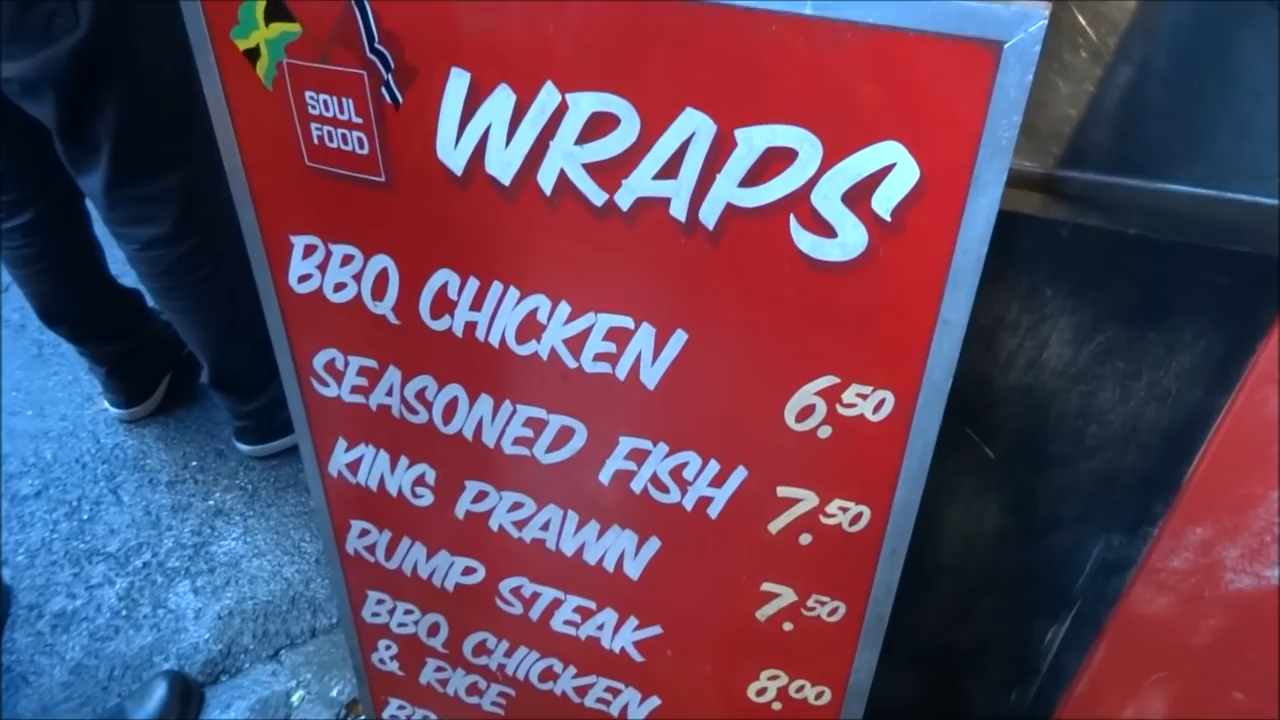 SOUL
FOOD
WRAPS
BBQ CHICKEN 6.50
SEASONED FISH 7.50
KING PRAWN 7.50
RUMP STEAK 8.00
BBQ CHICKEN
& RICE